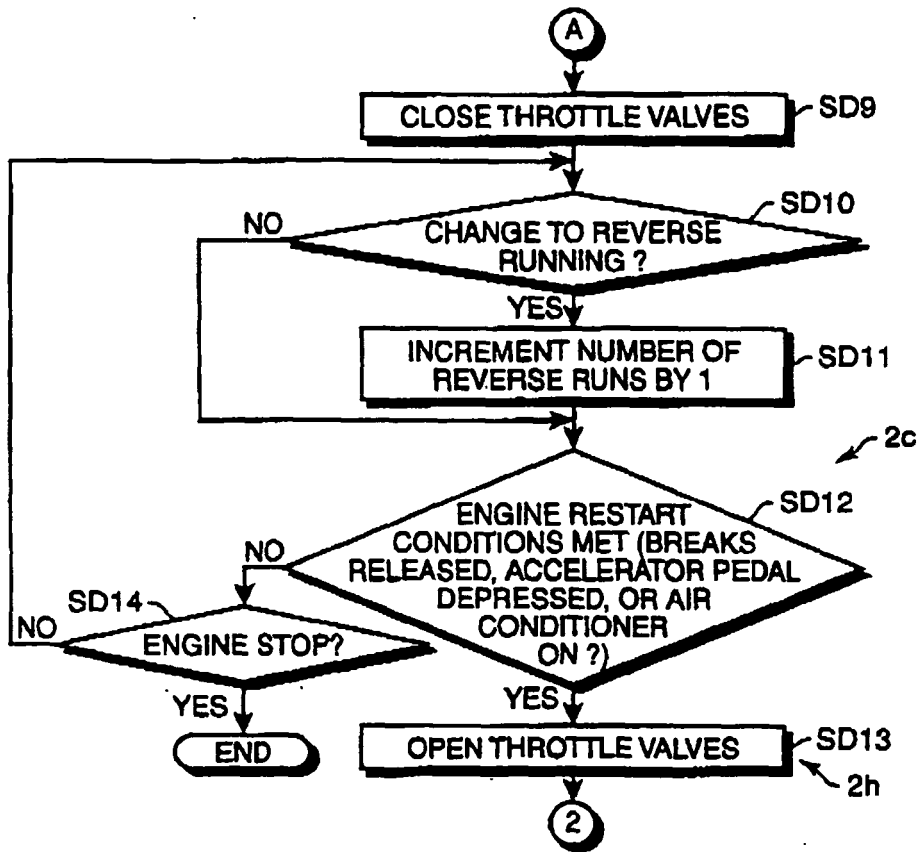 A
CLOSE THROTTLE VALVES
SD9
SD10
NO
CHANGE TO REVERSE
RUNNING ?
YES
INCREMENT NUMBER OF
REVERSE RUNS BY 1
SD11
2c
SD12
ENGINE RESTART
CONDITIONS MET (BREAKS
RELEASED, ACCELERATOR PEDAL
DEPRESSED, OR AIR
CONDITIONER
ON ?)
NO
SD14
NO
ENGINE STOP?
YES
END
YES
OPEN THROTTLE VALVES
SD13
2h
2